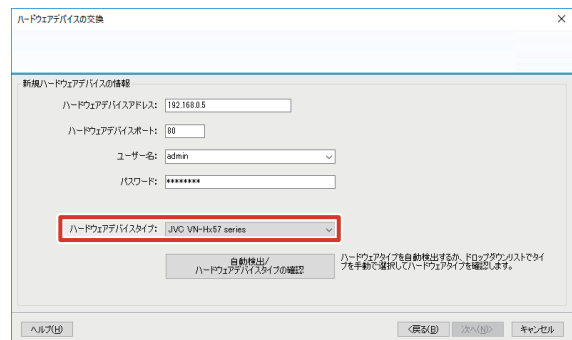 ハードウェアデバイスの交換
新規ハードウェアデバイスの情報
ハードウェアデバイスアドレス: 192.168.0.5
ハードウェアデバイスポート: 80
ユーザー名: admin
パスワード: ********
ハードウェアデバイスタイプ: JVC VN-Hx57 series
自動検出/
ハードウェアデバイスタイプの確認
ハードウェアタイプを自動検出するか、ドロップダウンリストでタイ
プを手動で選択してハードウェアタイプを確認します。
ヘルプ(H) <戻る(B) 次へ(N)> キャンセル